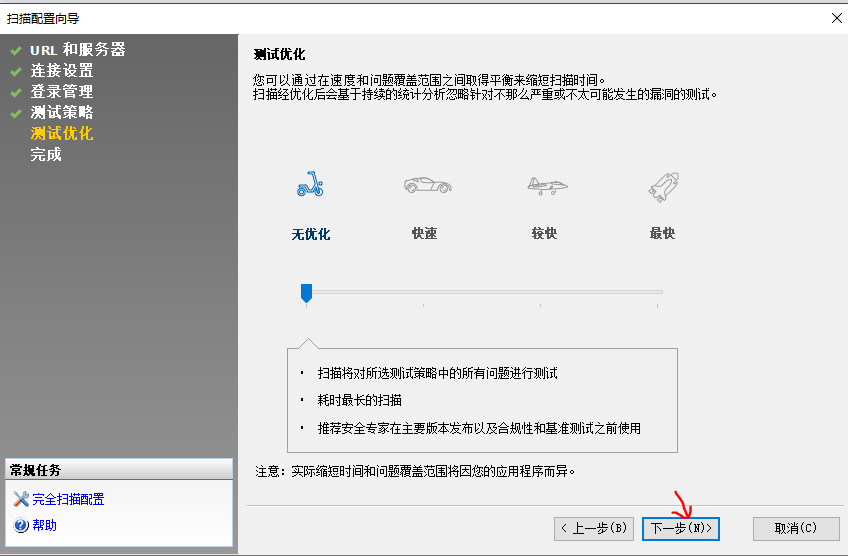 扫描配置向导
URL 和服务器
连接设置
登录管理
测试策略
测试优化
完成
测试优化
您可以通过在速度和问题覆盖范围之间取得平衡来缩短扫描时间。
扫描经优化后会基于持续的统计分析忽略针对不那么严重或不太可能发生的漏洞的测试。
无优化
快速
较快
最快
• 扫描将对所选测试策略中的所有问题进行测试
• 耗时最长的扫描
• 推荐安全专家在主要版本发布以及合规性和基准测试之前使用
注意：实际缩短时间和问题覆盖范围将因您的应用程序而异。
常规任务
完全扫描配置
帮助
< 上一步(B)
下一步(N)>
取消(C)